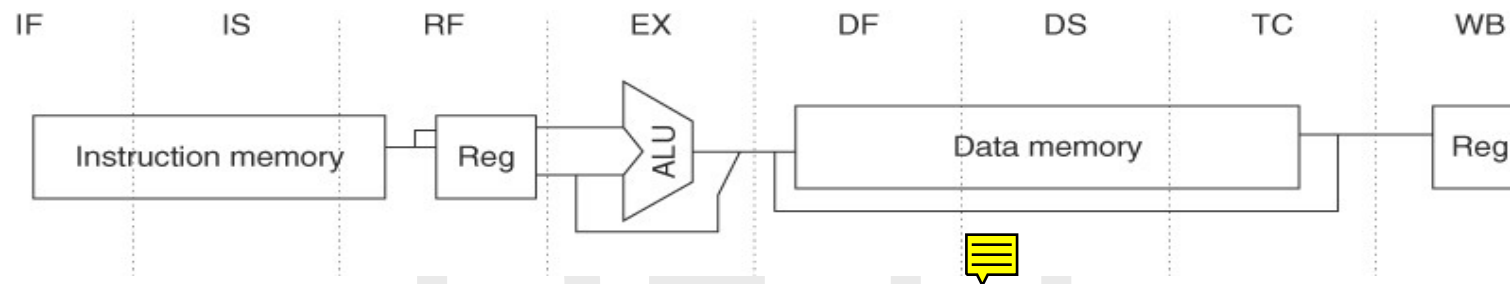 IF IS RF EX DF DS TC WB
Instruction memory Reg ALU Data memory Reg